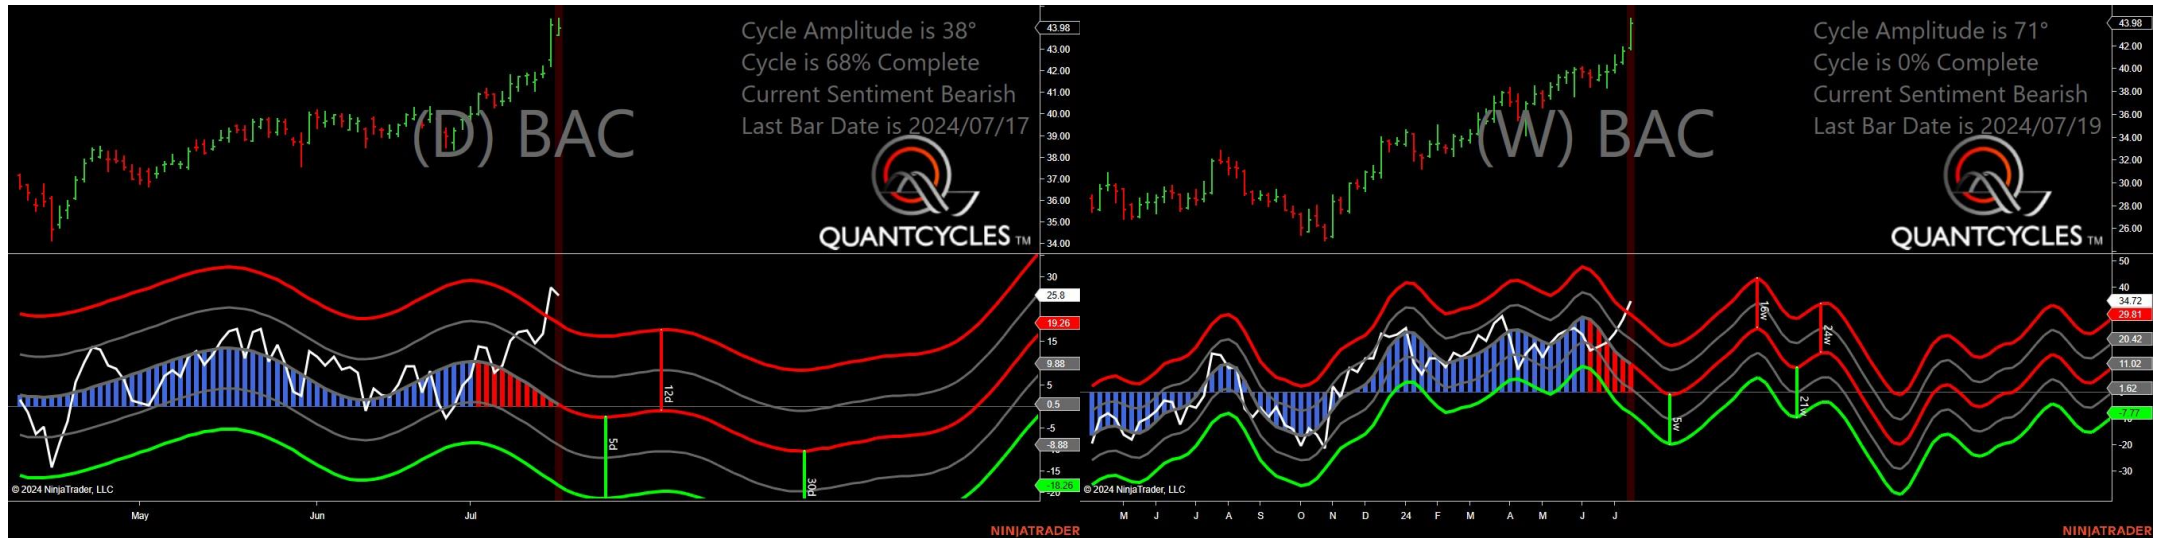 Cycle Amplitude is 38°
Cycle is 68% Complete
Current Sentiment Bearish
Last Bar Date is 2024/07/17
(D) BAC
QUANTCYCLES TM
43.98
43.00
42.00
41.00
40.00
39.00
38.00
37.00
36.00
35.00
34.00
30
25.8
19.26
15
9.88
5
0.5
-5
-8.88
-15
-18.26
-20
12d
5d
30d
© 2024 NinjaTrader, LLC
May
Jun
Jul
NINJATRADER
Cycle Amplitude is 71°
Cycle is 0% Complete
Current Sentiment Bearish
Last Bar Date is 2024/07/19
(W) BAC
QUANTCYCLES TM
43.98
42.00
40.00
38.00
36.00
34.00
32.00
30.00
28.00
26.00
50
40
34.72
29.81
20.42
11.02
1.62
-7.77
-20
-30
16w
24w
5w
21w
© 2024 NinjaTrader, LLC
M J J A S O N D 24 F M A M J J
NINJATRADER